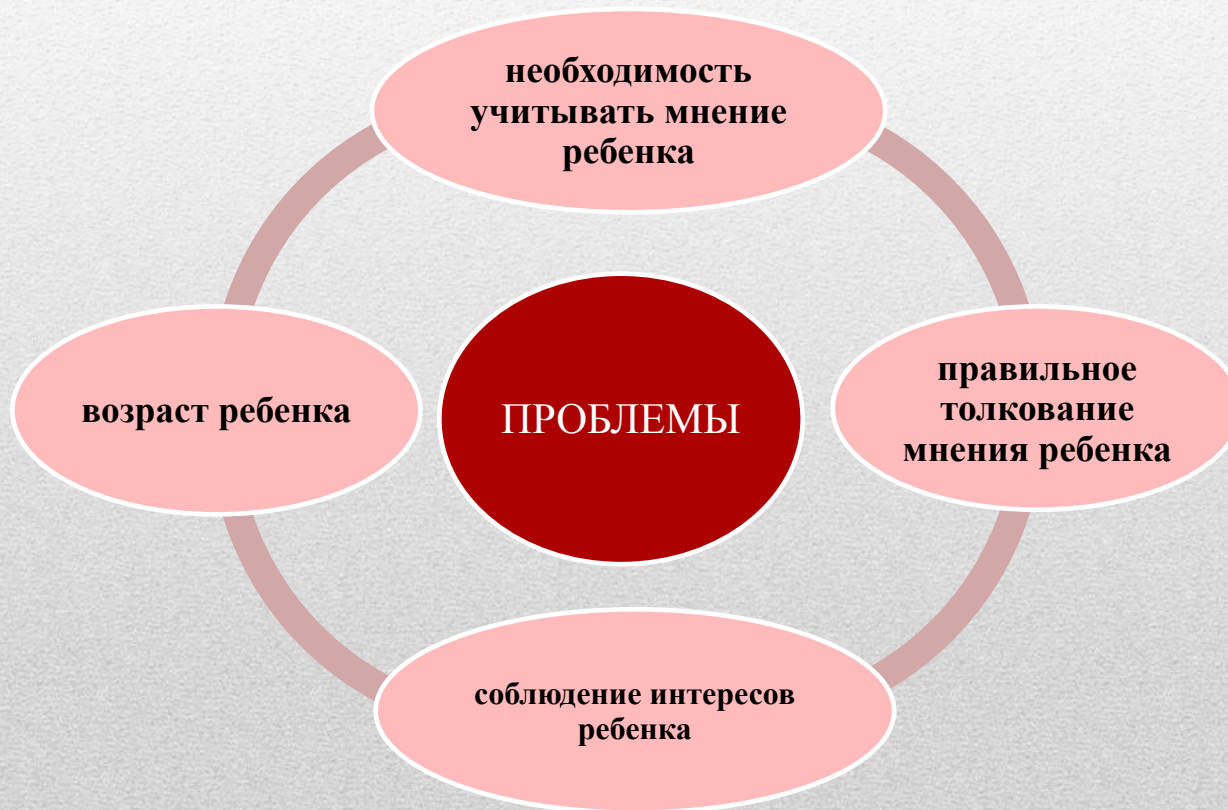 необходимость
учитывать мнение
ребенка
возраст ребенка
ПРОБЛЕМЫ
правильное
толкование
мнения ребенка
соблюдение интересов
ребенка